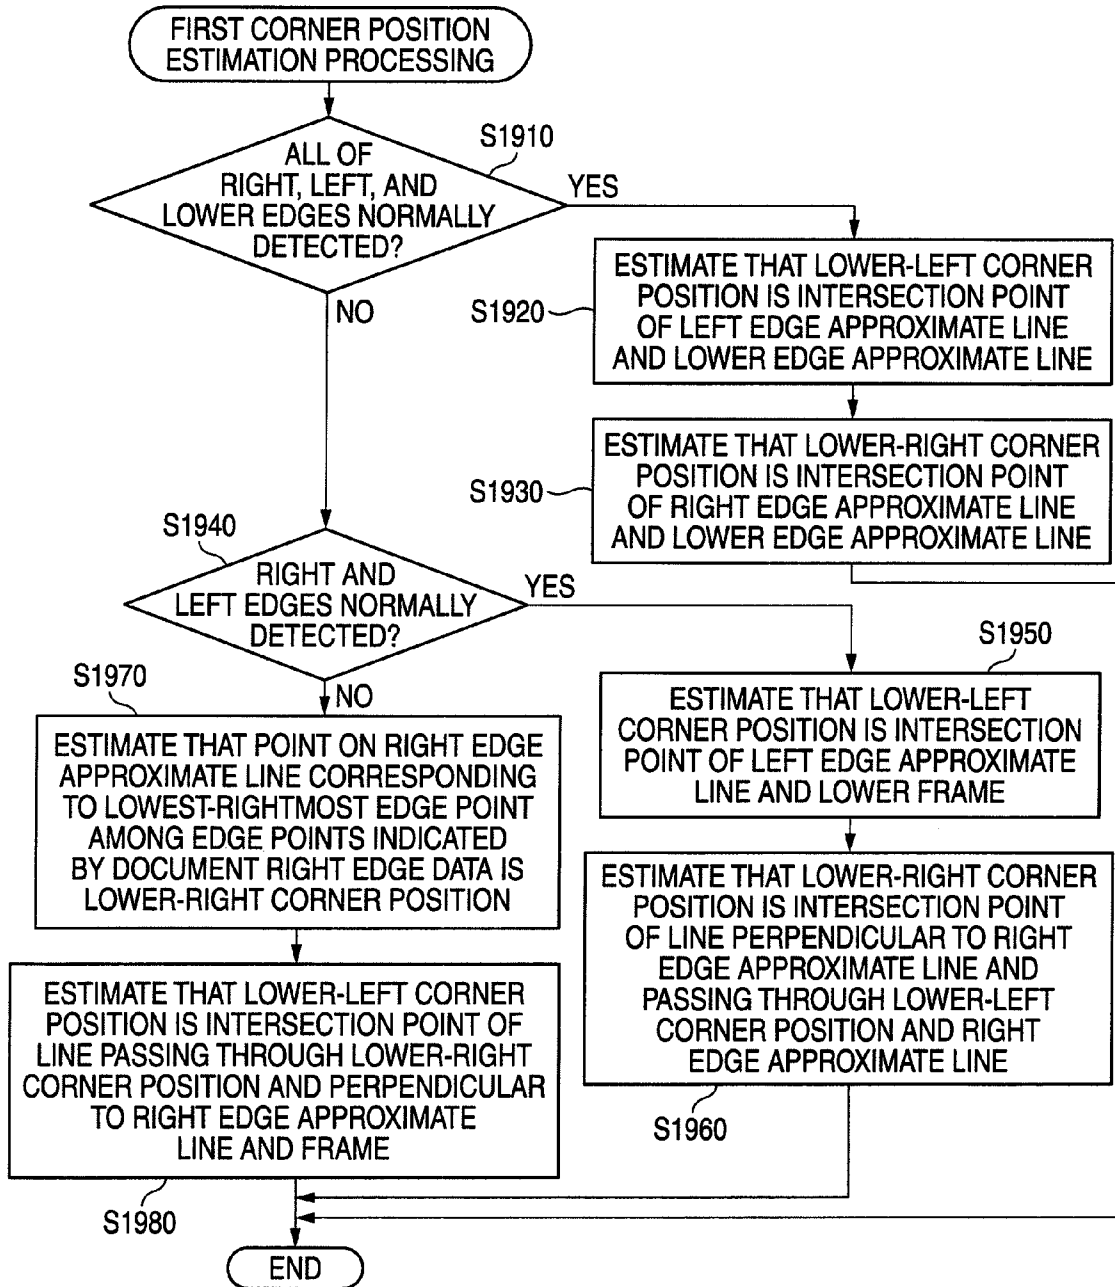 FIRST CORNER POSITION
ESTIMATION PROCESSING
S1910
ALL OF
RIGHT, LEFT, AND
LOWER EDGES NORMALLY
DETECTED?
YES
NO
S1920
ESTIMATE THAT LOWER-LEFT CORNER
POSITION IS INTERSECTION POINT
OF LEFT EDGE APPROXIMATE LINE
AND LOWER EDGE APPROXIMATE LINE
S1930
ESTIMATE THAT LOWER-RIGHT CORNER
POSITION IS INTERSECTION POINT
OF RIGHT EDGE APPROXIMATE LINE
AND LOWER EDGE APPROXIMATE LINE
S1940
RIGHT AND
LEFT EDGES NORMALLY
DETECTED?
YES
NO
S1950
ESTIMATE THAT LOWER-LEFT
CORNER POSITION IS INTERSECTION
POINT OF LEFT EDGE APPROXIMATE
LINE AND LOWER FRAME
ESTIMATE THAT LOWER-RIGHT CORNER
POSITION IS INTERSECTION POINT
OF LINE PERPENDICULAR TO RIGHT
EDGE APPROXIMATE LINE AND
PASSING THROUGH LOWER-LEFT
CORNER POSITION AND RIGHT
EDGE APPROXIMATE LINE
S1960
S1970
ESTIMATE THAT POINT ON RIGHT EDGE
APPROXIMATE LINE CORRESPONDING
TO LOWEST-RIGHTMOST EDGE POINT
AMONG EDGE POINTS INDICATED
BY DOCUMENT RIGHT EDGE DATA IS
LOWER-RIGHT CORNER POSITION
ESTIMATE THAT LOWER-LEFT CORNER
POSITION IS INTERSECTION POINT OF
LINE PASSING THROUGH LOWER-RIGHT
CORNER POSITION AND PERPENDICULAR
TO RIGHT EDGE APPROXIMATE
LINE AND FRAME
S1980
END